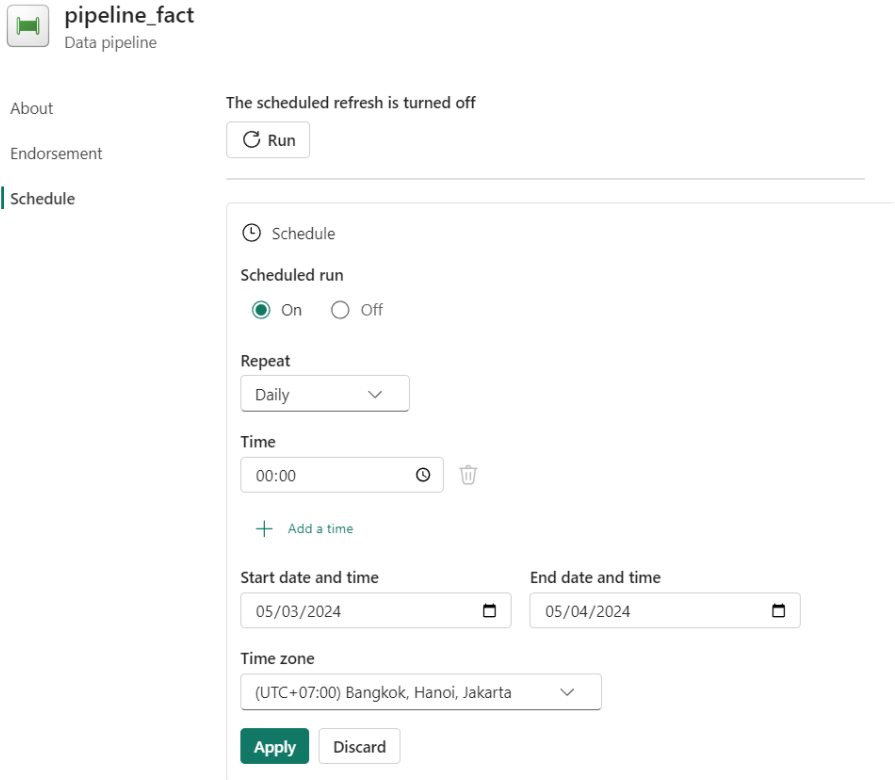 pipeline_fact
Data pipeline
About
Endorsement
Schedule
The scheduled refresh is turned off
Run
Schedule
Scheduled run
On Off
Repeat
Daily
Time
00:00
Add a time
Start date and time End date and time
05/03/2024 05/04/2024
Time zone
(UTC+07:00) Bangkok, Hanoi, Jakarta
Apply Discard